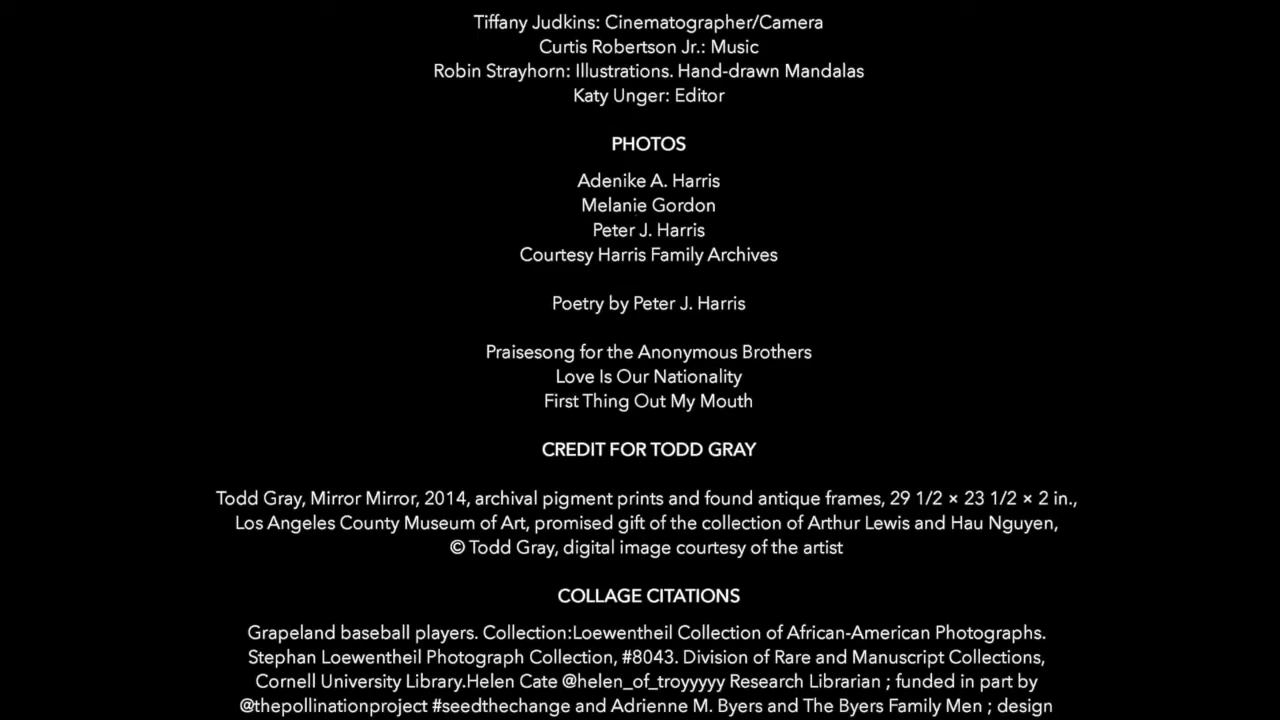 Tiffany Judkins: Cinematographer/Camera
Curtis Robertson Jr.: Music
Robin Strayhorn: Illustrations. Hand-drawn Mandalas
Katy Unger: Editor
PHOTOS
Adenike A. Harris
Melanie Gordon
Peter J. Harris
Courtesy Harris Family Archives
Poetry by Peter J. Harris
Praisesong for the Anonymous Brothers
Love Is Our Nationality
First Thing Out My Mouth
CREDIT FOR TODD GRAY
Todd Gray, Mirror Mirror, 2014, archival pigment prints and found antique frames, 29 1/2 × 23 1/2 × 2 in.,
Los Angeles County Museum of Art, promised gift of the collection of Arthur Lewis and Hau Nguyen,
© Todd Gray, digital image courtesy of the artist
COLLAGE CITATIONS
Grapeland baseball players. Collection:Loewentheil Collection of African-American Photographs.
Stephan Loewentheil Photograph Collection, #8043. Division of Rare and Manuscript Collections,
Cornell University Library.Helen Cate @helen_of_troyyyyy Research Librarian ; funded in part by
@thepollinationproject #seedthechange and Adrienne M. Byers and The Byers Family Men ; design